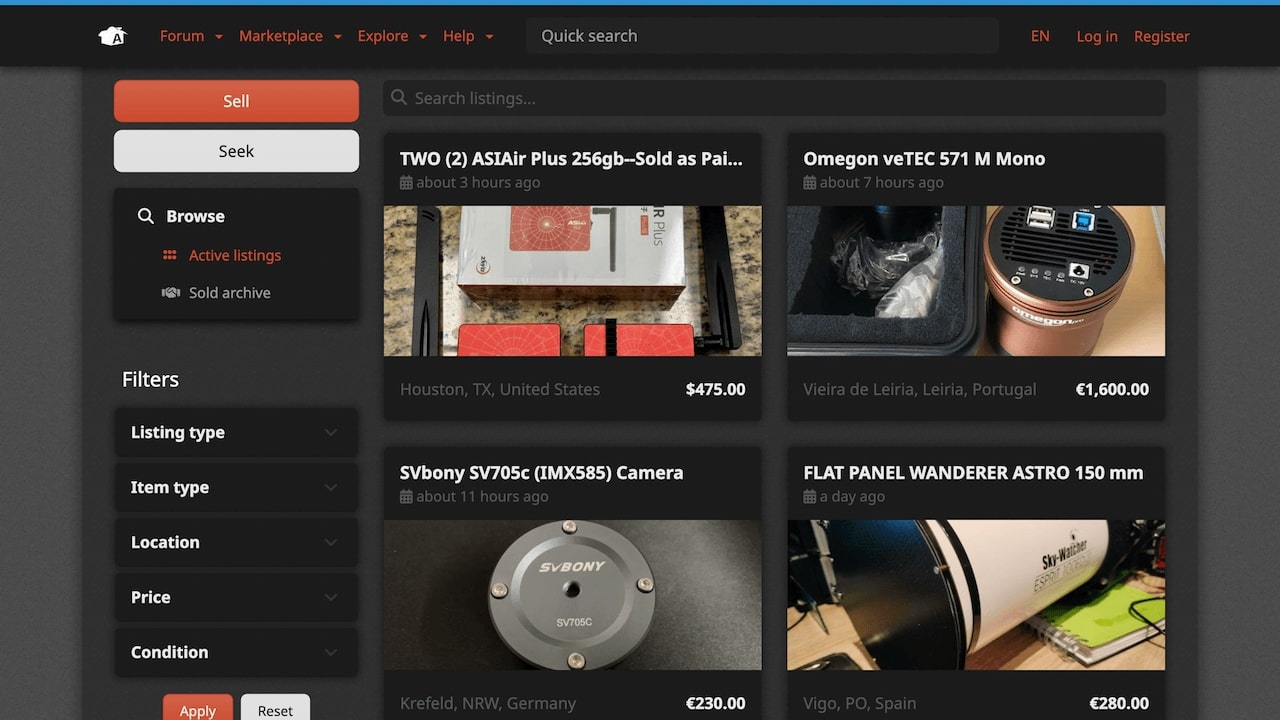 Forum
Marketplace
Explore
Help
Quick search
EN
Log in
Register
Sell
Seek
Browse
Active listings
Sold archive
Filters
Listing type
Item type
Location
Price
Condition
Apply
Reset
Search listings...
TWO (2) ASIAir Plus 256gb--Sold as Pai...
about 3 hours ago
Plus
Houston, TX, United States
$475.00
Omegon veTEC 571 M Mono
about 7 hours ago
omegon
Vieira de Leiria, Leiria, Portugal
€1,600.00
SVbony SV705c (IMX585) Camera
about 11 hours ago
SVBONY
SV705C
Krefeld, NRW, Germany
€230.00
FLAT PANEL WANDERER ASTRO 150 mm
a day ago
Sky-Watcher
ESPRIT
Vigo, PO, Spain
€280.00